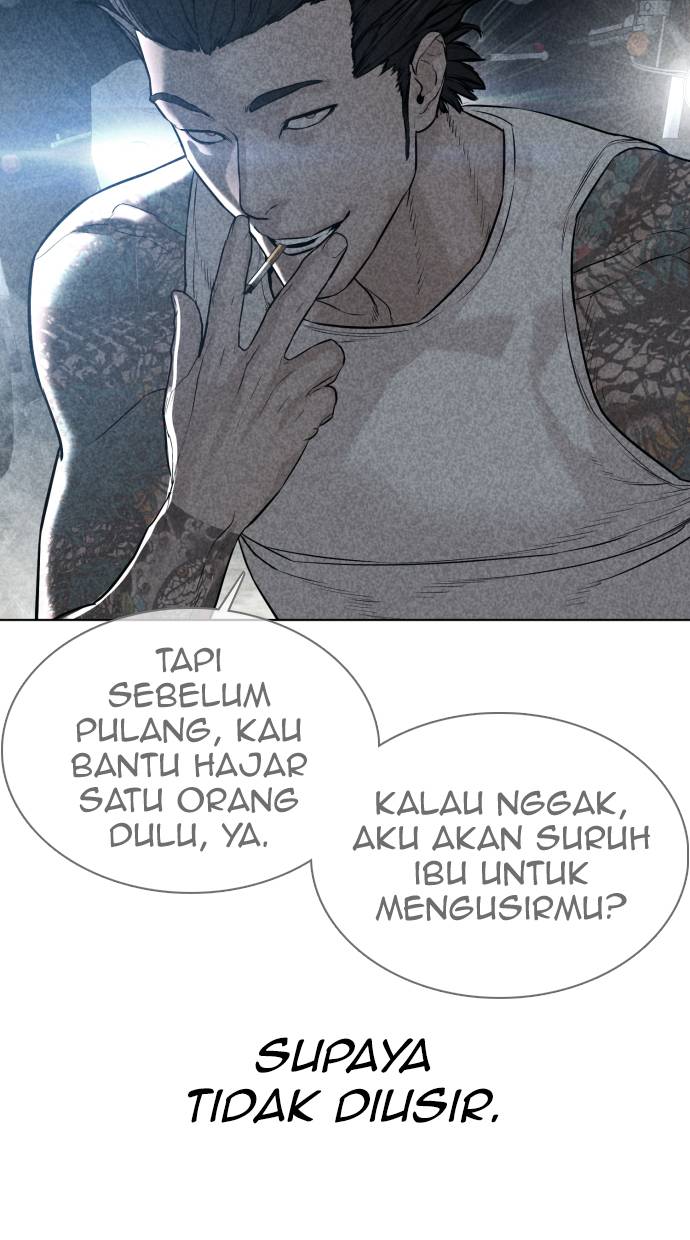 TAPI
SEBELUM
PULANG, KAU
BANTU HAJAR
SATU ORANG
DULU, YA.
KALAU NGGAK,
AKU AKAN SURUH
IBU UNTUK
MENGUSIRMU?
SUPAYA
TIDAK DIUSIR.